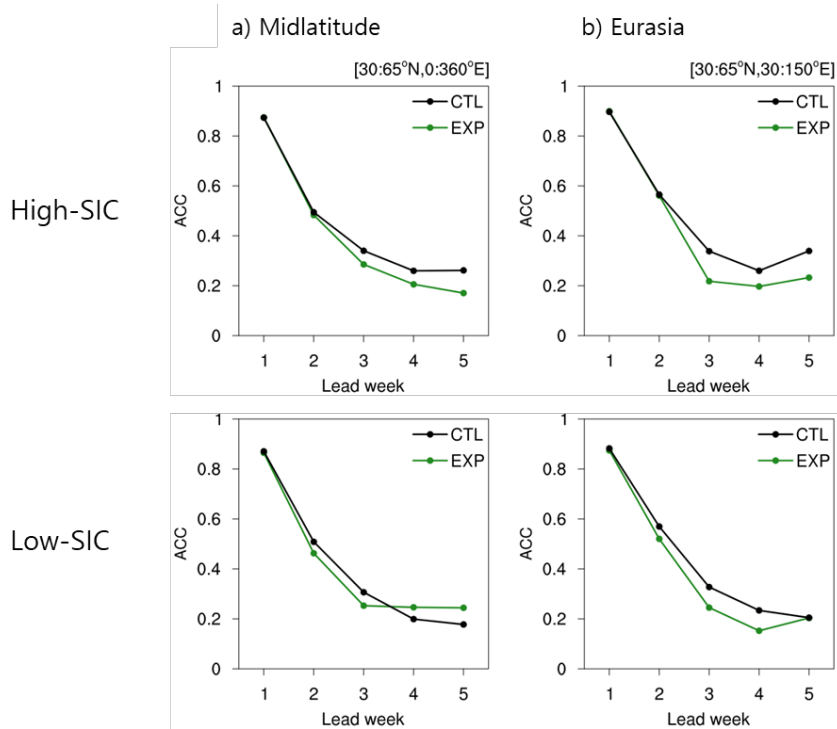 a) Midlatitude
b) Eurasia
High-SIC
[30:65°N,0:360°E]
ACC
1
0.8
0.6
0.4
0.2
0
CTL
EXP
1 2 3 4 5
Lead week
[30:65°N,30:150°E]
ACC
1
0.8
0.6
0.4
0.2
0
CTL
EXP
1 2 3 4 5
Lead week
Low-SIC
ACC
1
0.8
0.6
0.4
0.2
0
CTL
EXP
1 2 3 4 5
Lead week
ACC
1
0.8
0.6
0.4
0.2
0
CTL
EXP
1 2 3 4 5
Lead week